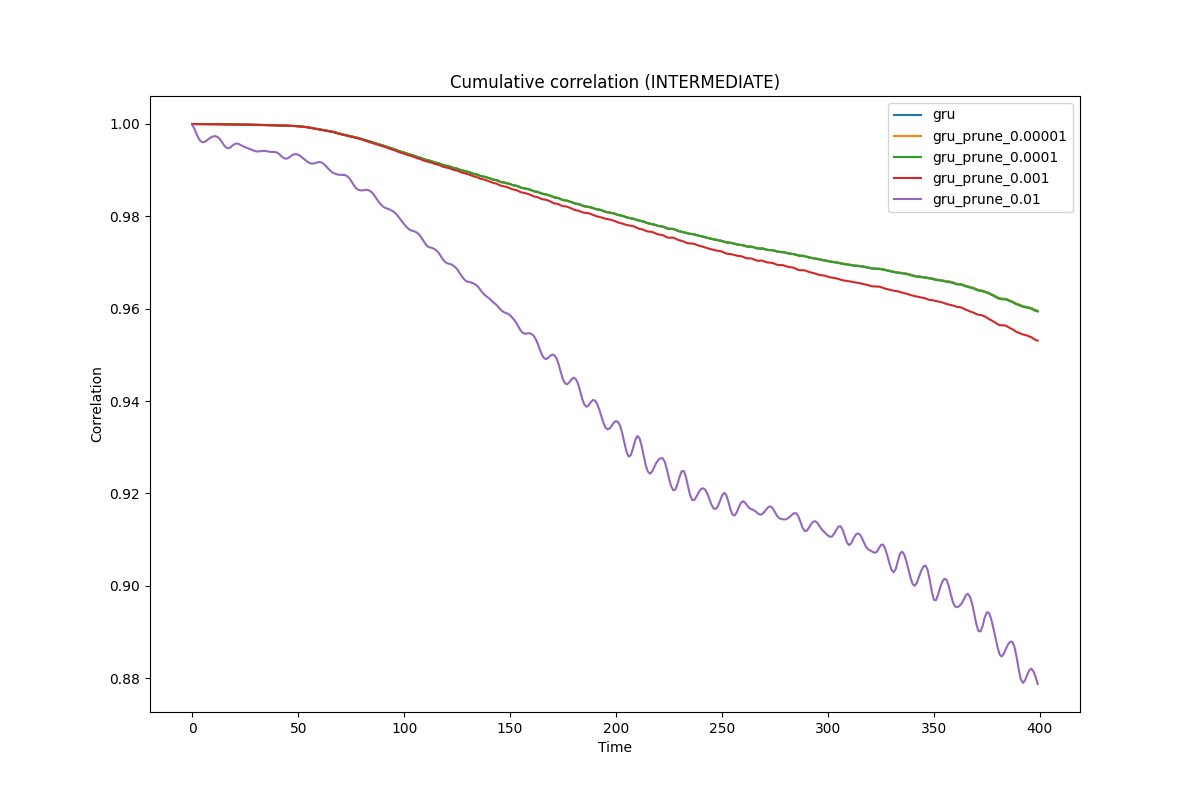 Cumulative correlation (INTERMEDIATE)
gru
gru_prune_0.00001
gru_prune_0.0001
gru_prune_0.001
gru_prune_0.01
1.00
0.98
0.96
0.94
0.92
0.90
0.88
Correlation
0 50 100 150 200 250 300 350 400
Time